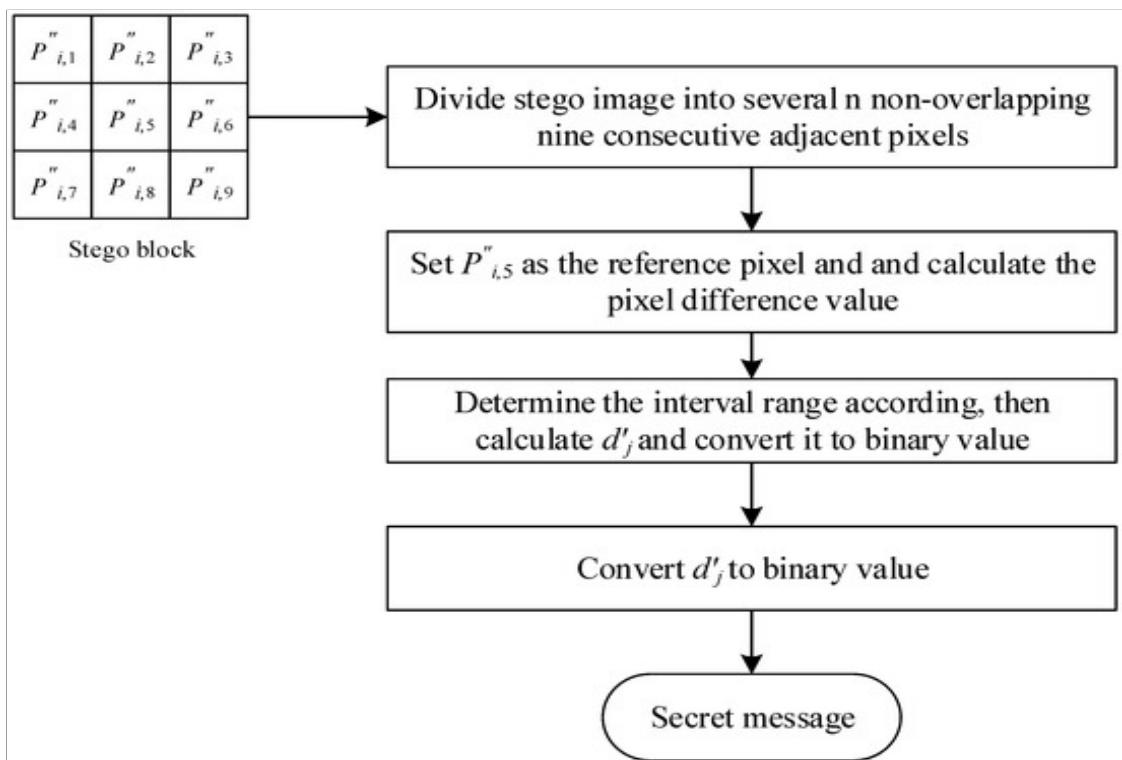 P″i,1 P″i,2 P″i,3
P″i,4 P″i,5 P″i,6
P″i,7 P″i,8 P″i,9
Stego block
Divide stego image into several n non-overlapping
nine consecutive adjacent pixels
Set P″i,5 as the reference pixel and and calculate the
pixel difference value
Determine the interval range according, then
calculate d′j and convert it to binary value
Convert d′j to binary value
Secret message